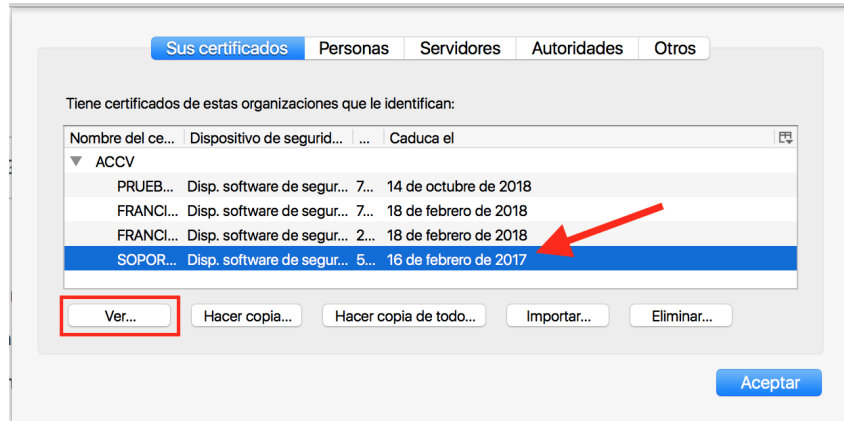 Sus certificados Personas Servidores Autoridades Otros
Tiene certificados de estas organizaciones que le identifican:
Nombre del ce... Dispositivo de segurid... ... Caduca el
ACCV
PRUEB... Disp. software de segur... 7... 14 de octubre de 2018
FRANCI... Disp. software de segur... 7... 18 de febrero de 2018
FRANCI... Disp. software de segur... 2... 18 de febrero de 2018
SOPOR... Disp. software de segur... 5... 16 de febrero de 2017
Ver... Hacer copia... Hacer copia de todo... Importar... Eliminar...
Aceptar